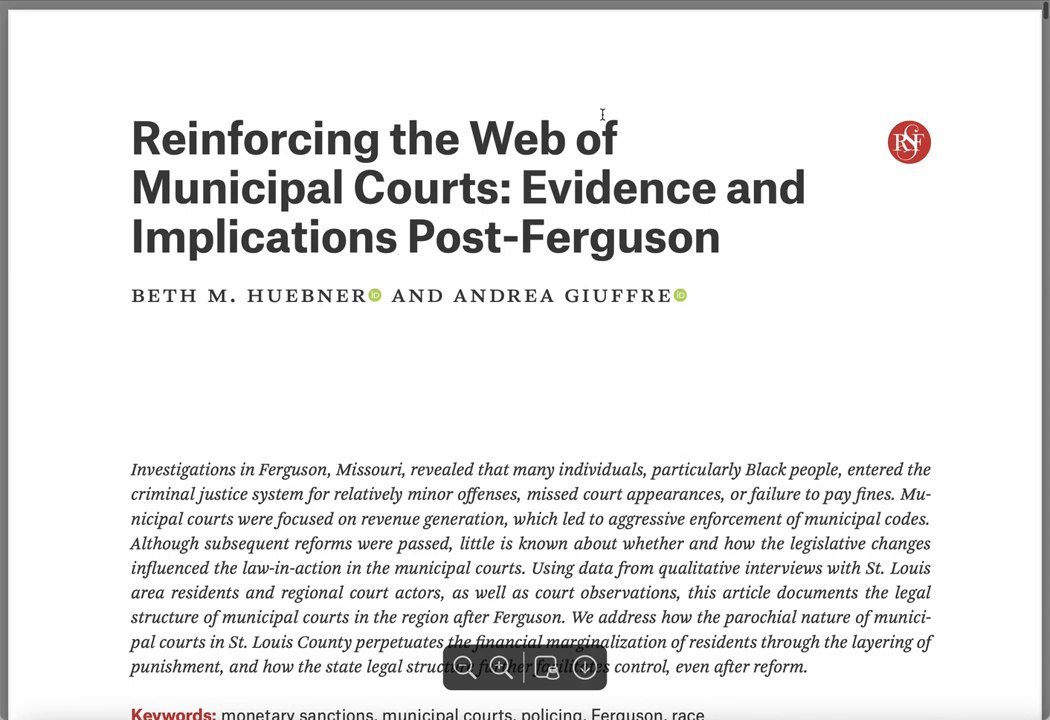 Reinforcing the Web of
Municipal Courts: Evidence and
Implications Post-Ferguson
RSF
BETH M. HUEBNER iD AND ANDREA GIUFFRE iD
Investigations in Ferguson, Missouri, revealed that many individuals, particularly Black people, entered the
criminal justice system for relatively minor offenses, missed court appearances, or failure to pay fines. Mu-
nicipal courts were focused on revenue generation, which led to aggressive enforcement of municipal codes.
Although subsequent reforms were passed, little is known about whether and how the legislative changes
influenced the law-in-action in the municipal courts. Using data from qualitative interviews with St. Louis
area residents and regional court actors, as well as court observations, this article documents the legal
structure of municipal courts in the region after Ferguson. We address how the parochial nature of munici-
pal courts in St. Louis County perpetuates the financial marginalization of residents through the layering of
punishment, and how the state legal structure further facilitates control, even after reform.
Keywords: monetary sanctions, municipal courts, policing, Ferguson, race